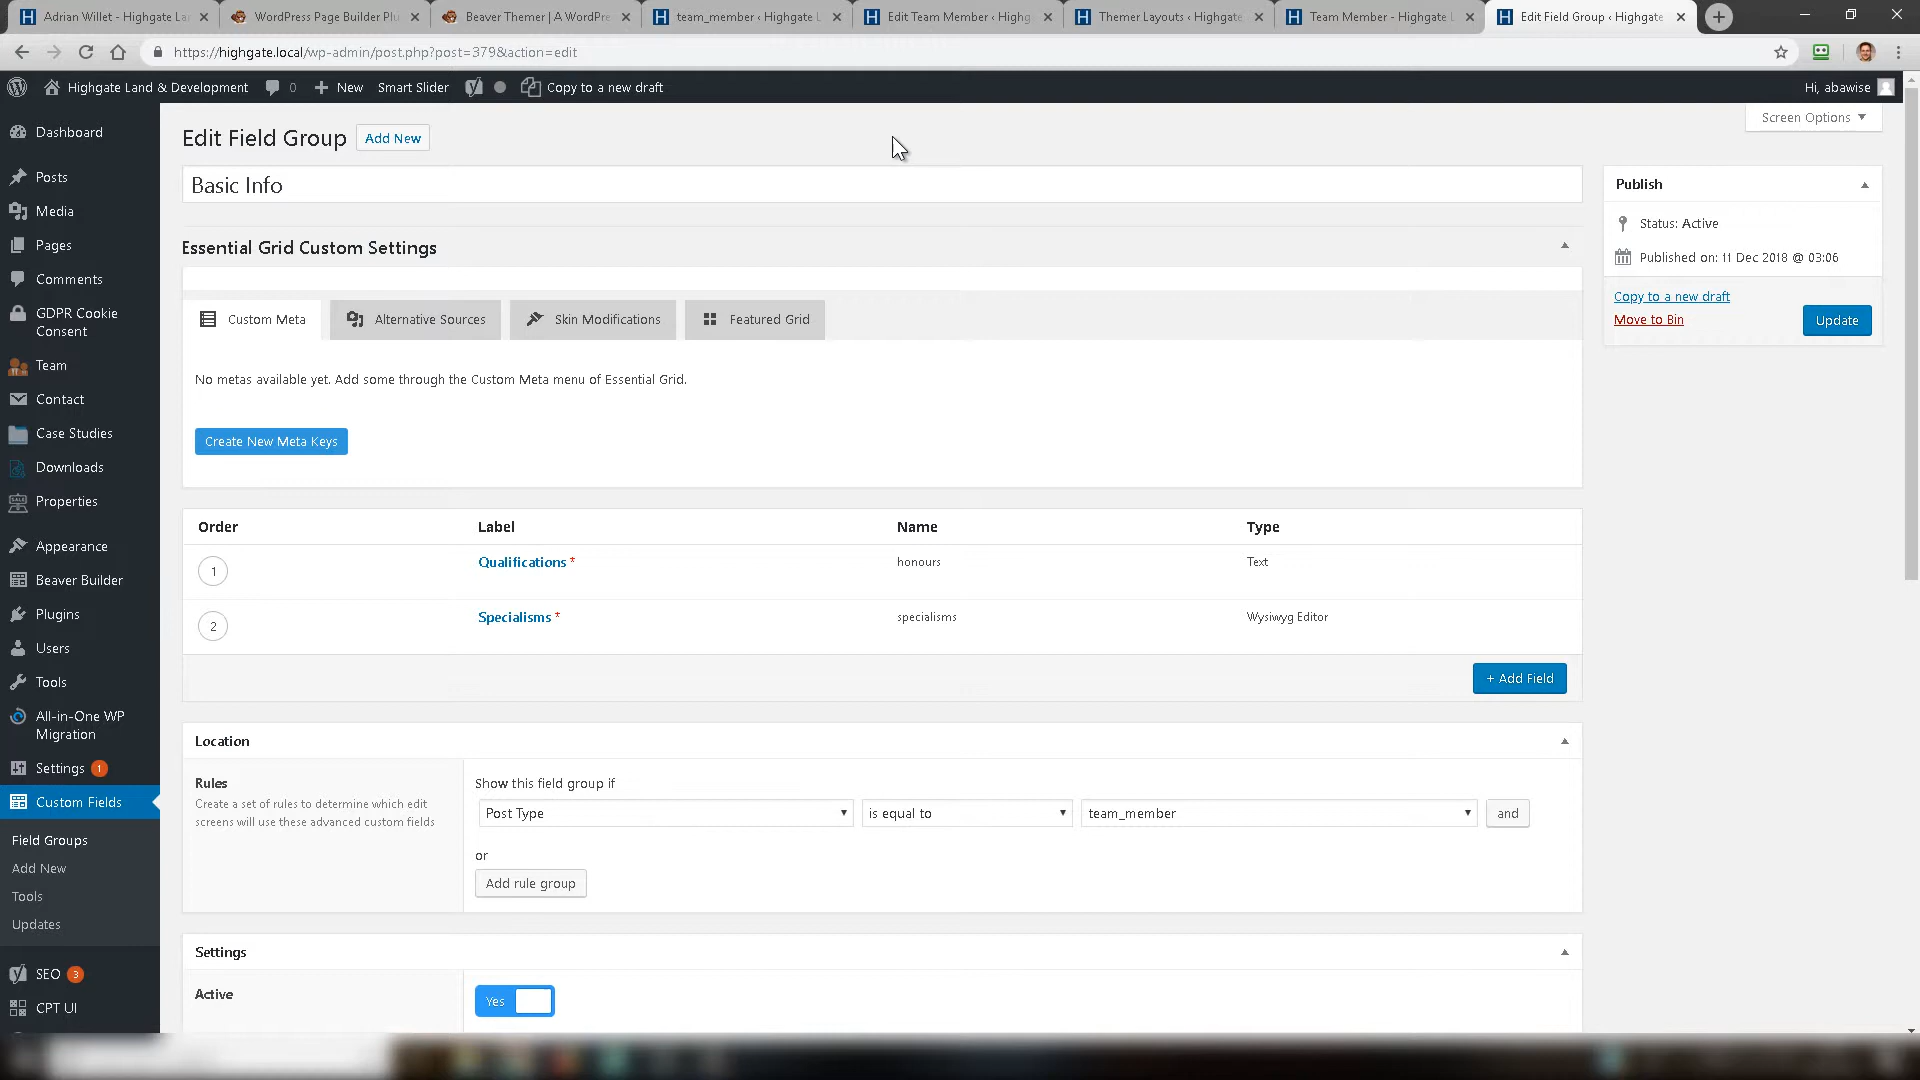 Adrian Willet - Highgate La
WordPress Page Builder Plu
Beaver Themer | A WordPre
team_member ‹ Highgate L
Edit Team Member ‹ Highg
Themer Layouts ‹ Highgate
Team Member - Highgate L
Edit Field Group ‹ Highgate
https://highgate.local/wp-admin/post.php?post=379&action=edit
Highgate Land & Development
0
New
Smart Slider
Copy to a new draft
Hi, abawise
Screen Options
Dashboard
Posts
Media
Pages
Comments
GDPR Cookie
Consent
Team
Contact
Case Studies
Downloads
Properties
Appearance
Beaver Builder
Plugins
Users
Tools
All-in-One WP
Migration
Settings 1
Custom Fields
Field Groups
Add New
Tools
Updates
SEO 3
CPT UI
Edit Field Group
Add New
Basic Info
Essential Grid Custom Settings
Custom Meta
Alternative Sources
Skin Modifications
Featured Grid
No metas available yet. Add some through the Custom Meta menu of Essential Grid.
Create New Meta Keys
Order Label Name Type
1 Qualifications * honours Text
2 Specialisms * specialisms Wysiwyg Editor
+ Add Field
Location
Rules
Create a set of rules to determine which edit
screens will use these advanced custom fields
Show this field group if
Post Type
is equal to
team_member
and
or
Add rule group
Settings
Active
Yes
Publish
Status: Active
Published on: 11 Dec 2018 @ 03:06
Copy to a new draft
Move to Bin
Update